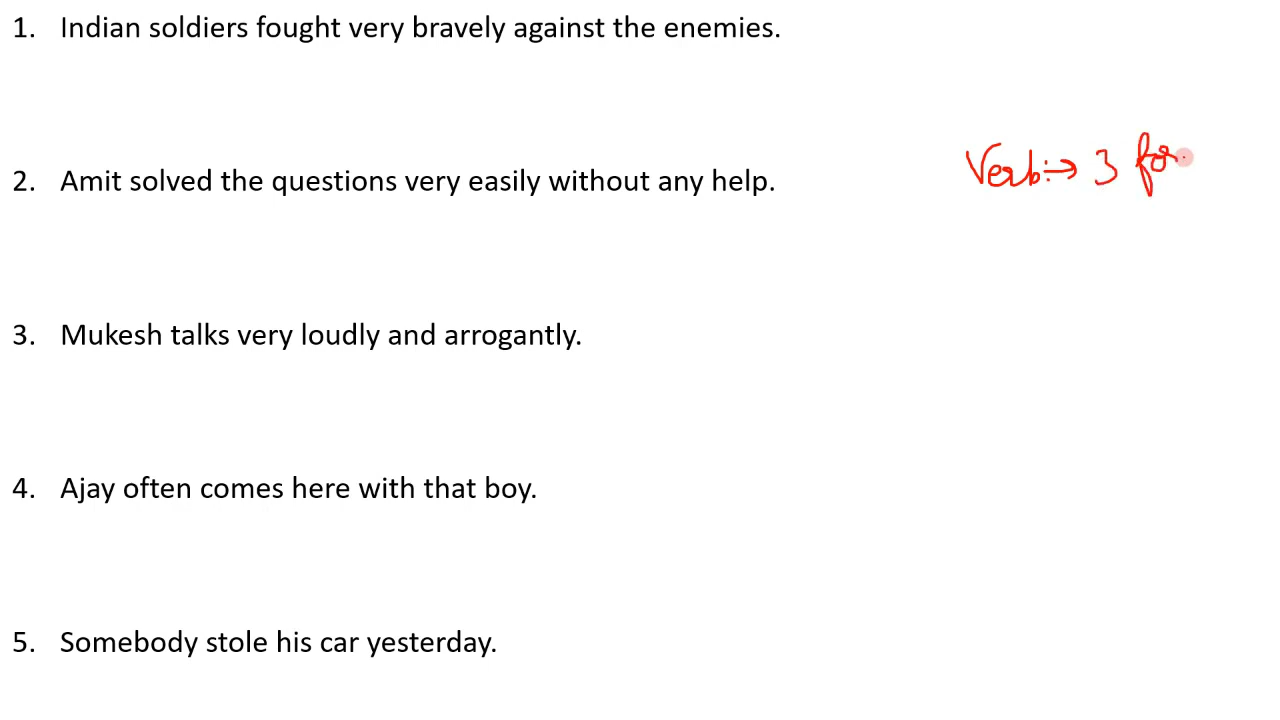 1. Indian soldiers fought very bravely against the enemies.
Verb:→ 3 for
2. Amit solved the questions very easily without any help.
3. Mukesh talks very loudly and arrogantly.
4. Ajay often comes here with that boy.
5. Somebody stole his car yesterday.